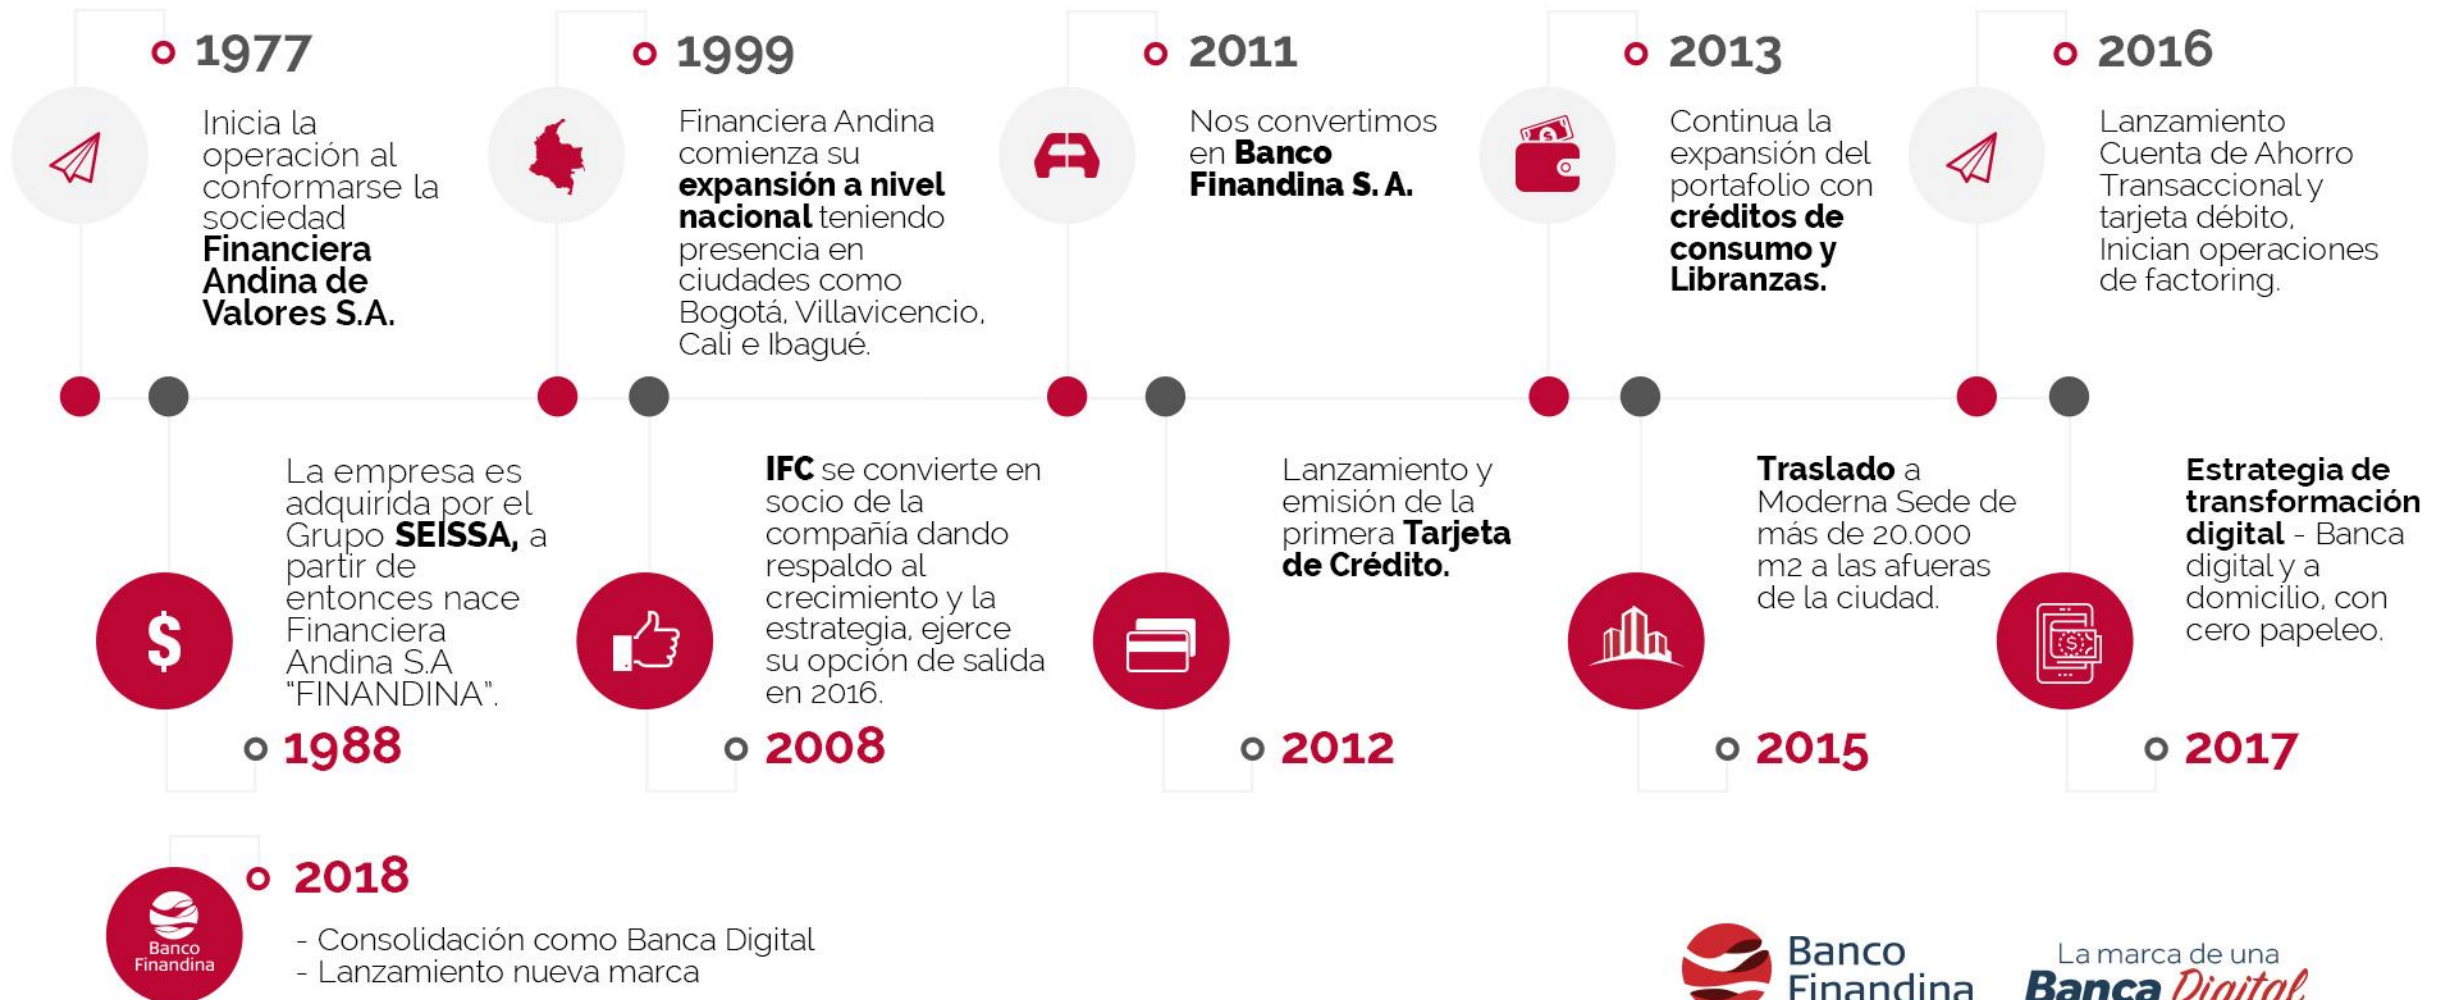 1977
Inicia la
operación al
conformarse la
sociedad
Financiera
Andina de
Valores S.A.
1999
Financiera Andina
comienza su
expansión a nivel
nacional teniendo
presencia en
ciudades como
Bogotá, Villavicencio,
Cali e Ibagué.
2011
Nos convertimos
en Banco
Finandina S. A.
2013
Continua la
expansión del
portafolio con
créditos de
consumo y
Libranzas.
2016
Lanzamiento
Cuenta de Ahorro
Transaccional y
tarjeta débito,
Inician operaciones
de factoring.
La empresa es
adquirida por el
Grupo SEISSA, a
partir de
entonces nace
Financiera
Andina S.A
"FINANDINA".
1988
$
IFC se convierte en
socio de la
compañía dando
respaldo al
crecimiento y la
estrategia, ejerce
su opción de salida
en 2016.
2008
Lanzamiento y
emisión de la
primera Tarjeta
de Crédito.
2012
Traslado a
Moderna Sede de
más de 20.000
m2 a las afueras
de la ciudad.
2015
Estrategia de
transformación
digital - Banca
digital y a
domicilio, con
cero papeleo.
2017
2018
Banco
Finandina
- Consolidación como Banca Digital
- Lanzamiento nueva marca
Banco
Finandina
La marca de una
Banca Digital.